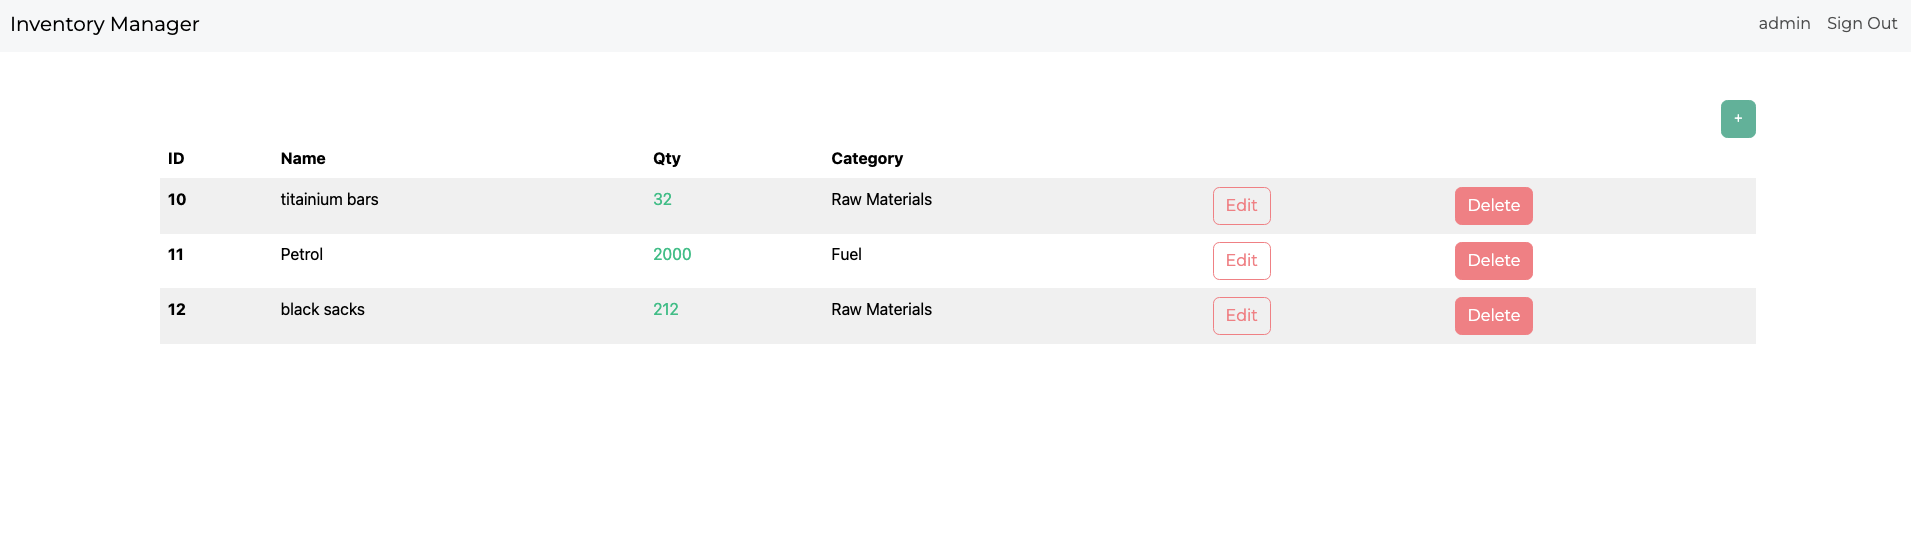 Inventory Manager admin Sign Out
+
ID Name Qty Category
10 titainium bars 32 Raw Materials Edit Delete
11 Petrol 2000 Fuel Edit Delete
12 black sacks 212 Raw Materials Edit Delete